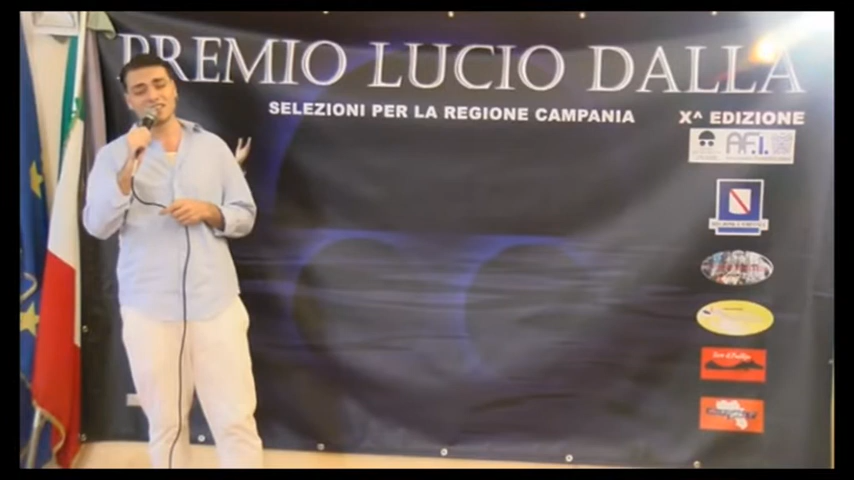 PREMIO LUCIO DALLA
SELEZIONI PER LA REGIONE CAMPANIA X^ EDIZIONE
A.F.I.